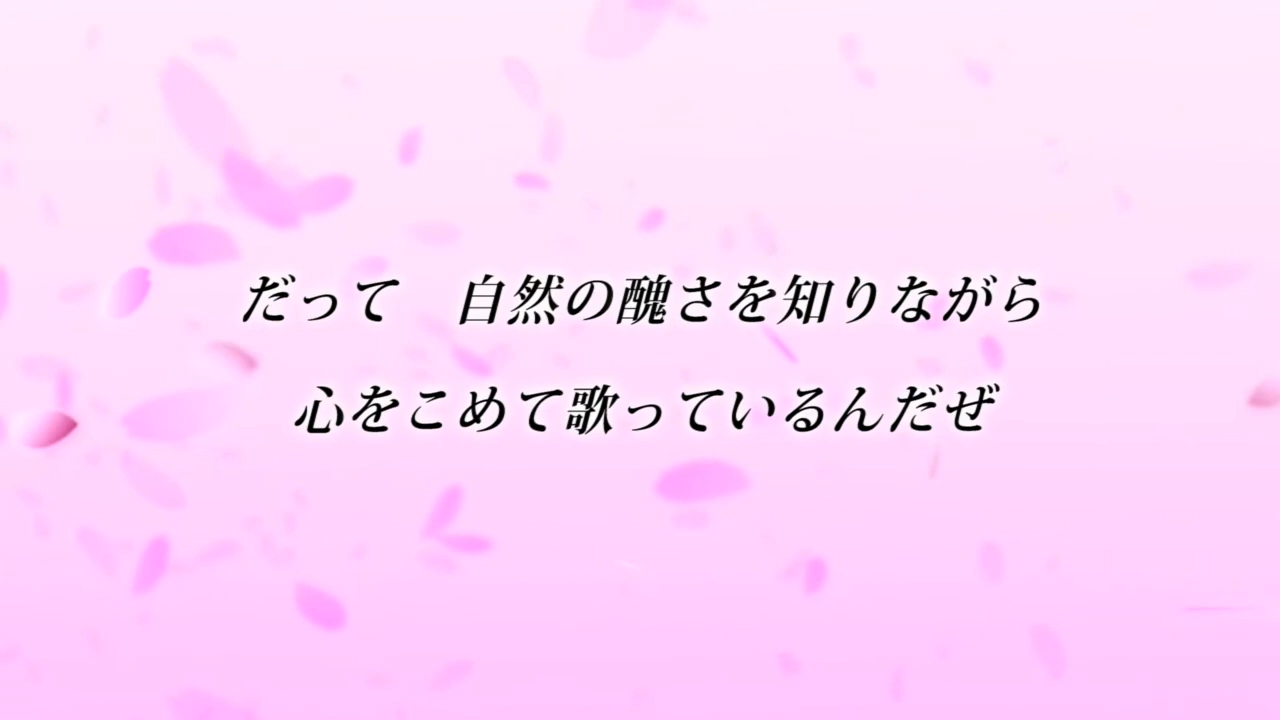 だって　自然の醜さを知りながら
心をこめて歌っているんだぜ